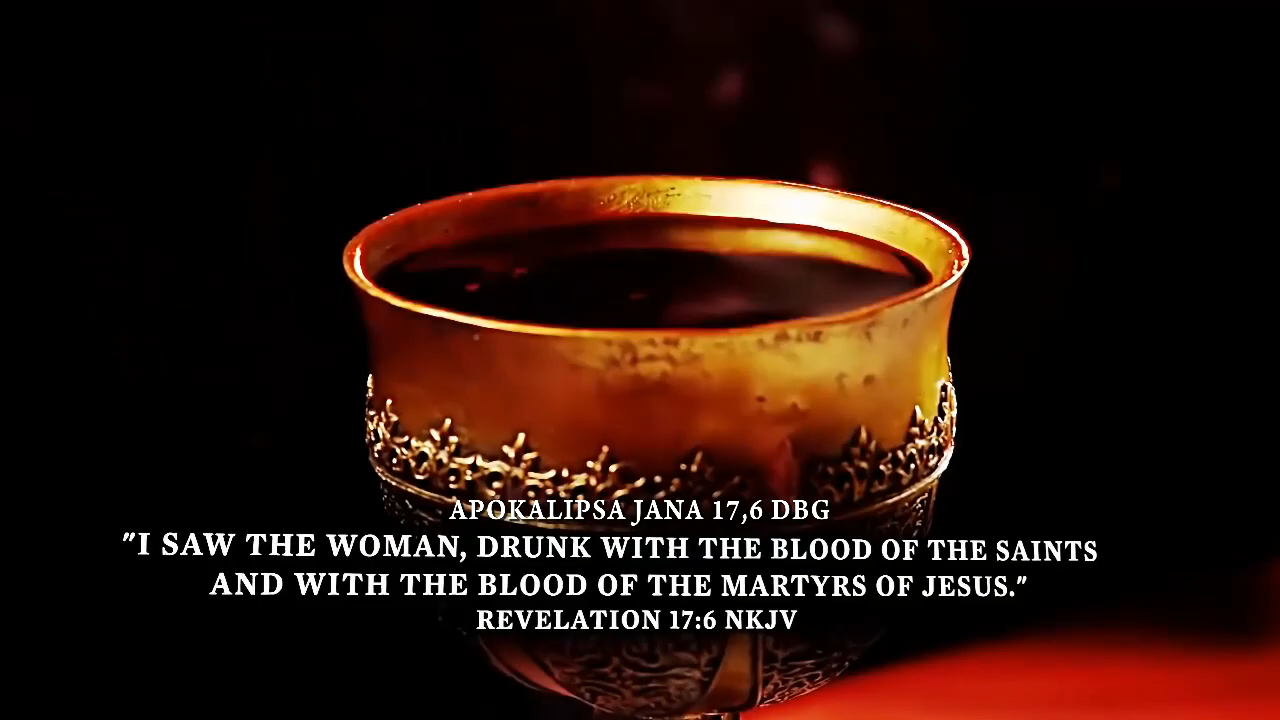 APOKALIPSA JANA 17,6 DBG
"I SAW THE WOMAN, DRUNK WITH THE BLOOD OF THE SAINTS
AND WITH THE BLOOD OF THE MARTYRS OF JESUS."
REVELATION 17:6 NKJV